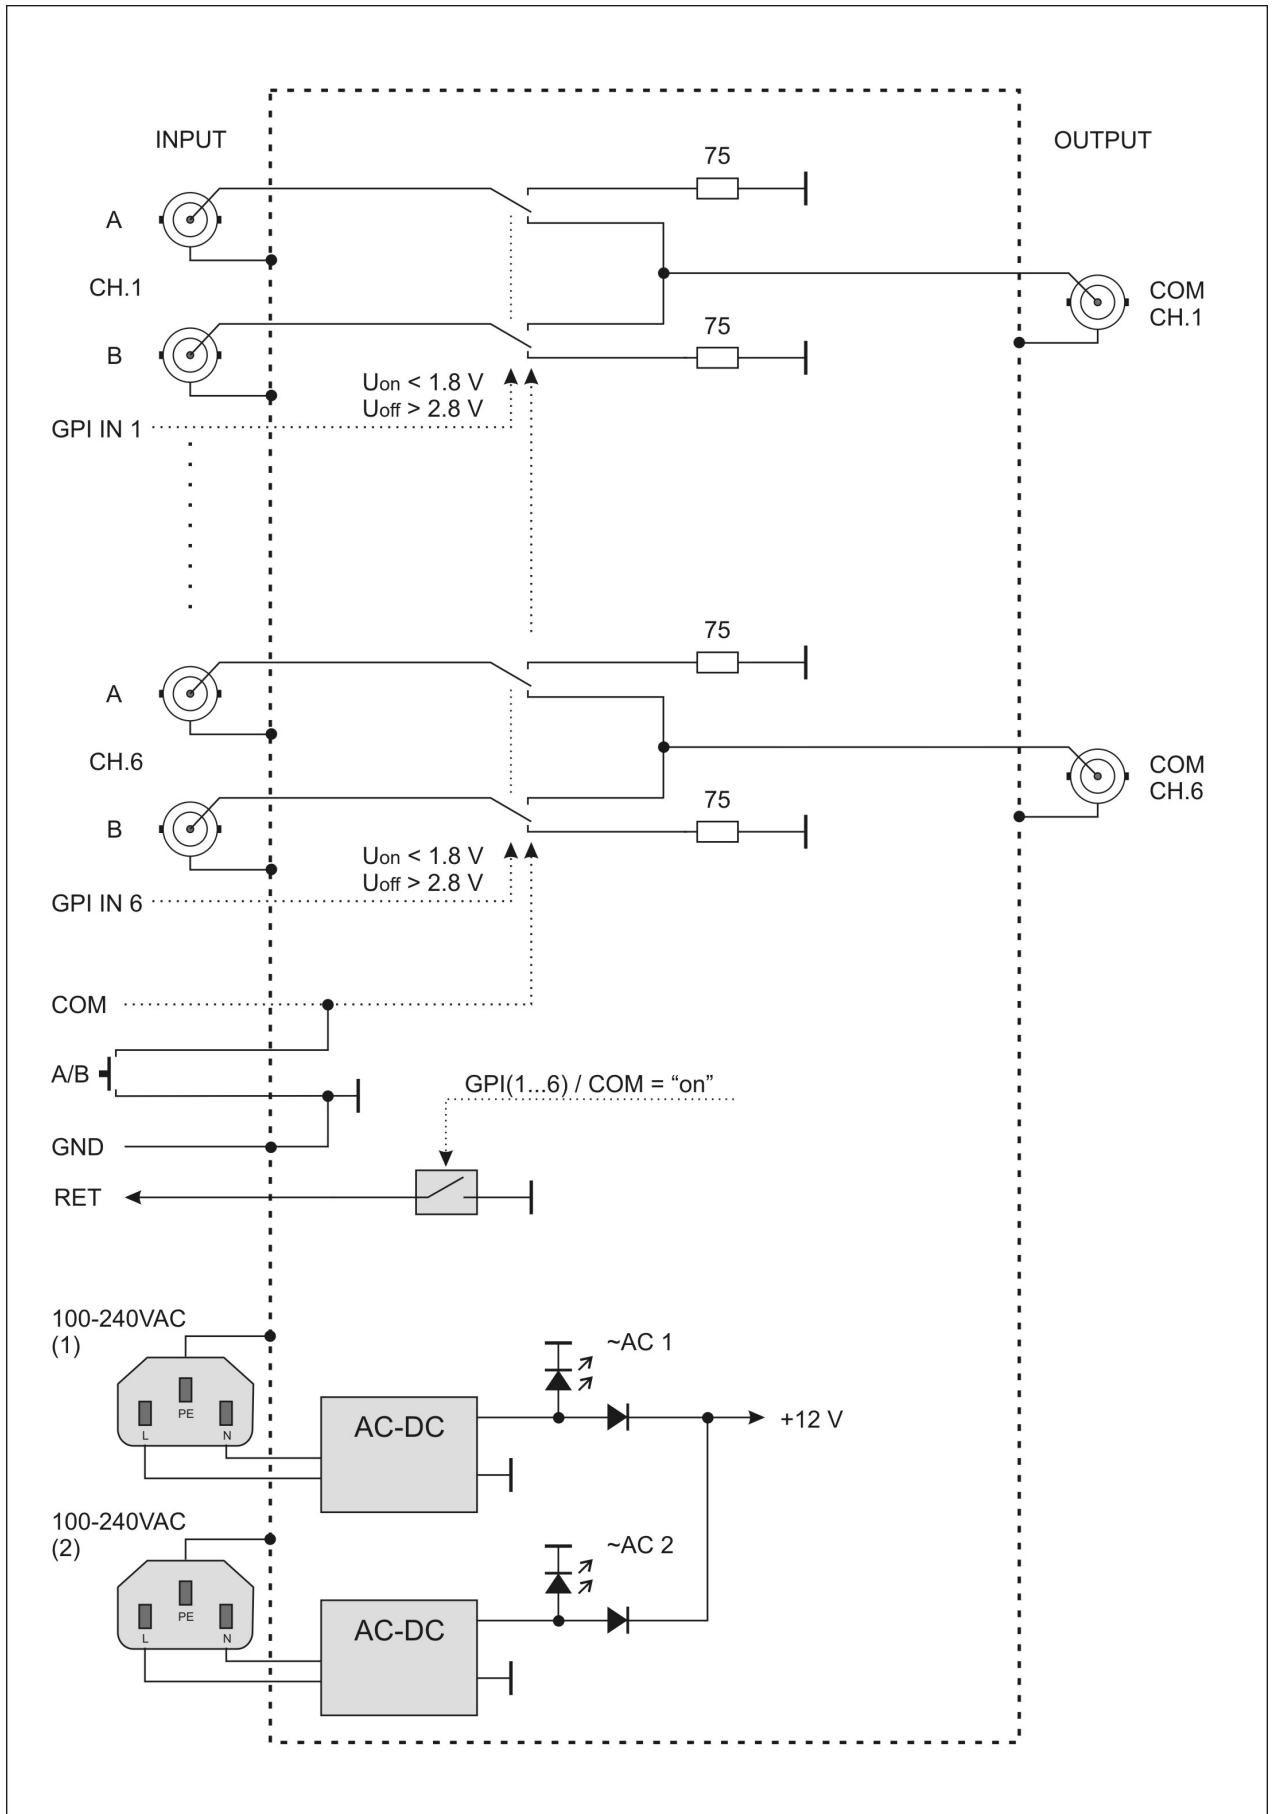 INPUT
OUTPUT
75
A
CH.1
COM
CH.1
75
B
Uon < 1.8 V
Uoff > 2.8 V
GPI IN 1
75
A
CH.6
COM
CH.6
75
B
Uon < 1.8 V
Uoff > 2.8 V
GPI IN 6
COM
A/B
GPI(1...6) / COM = “on”
GND
RET
100-240VAC
(1)
~AC 1
PE
L
N
AC-DC
+12 V
100-240VAC
(2)
~AC 2
PE
L
N
AC-DC